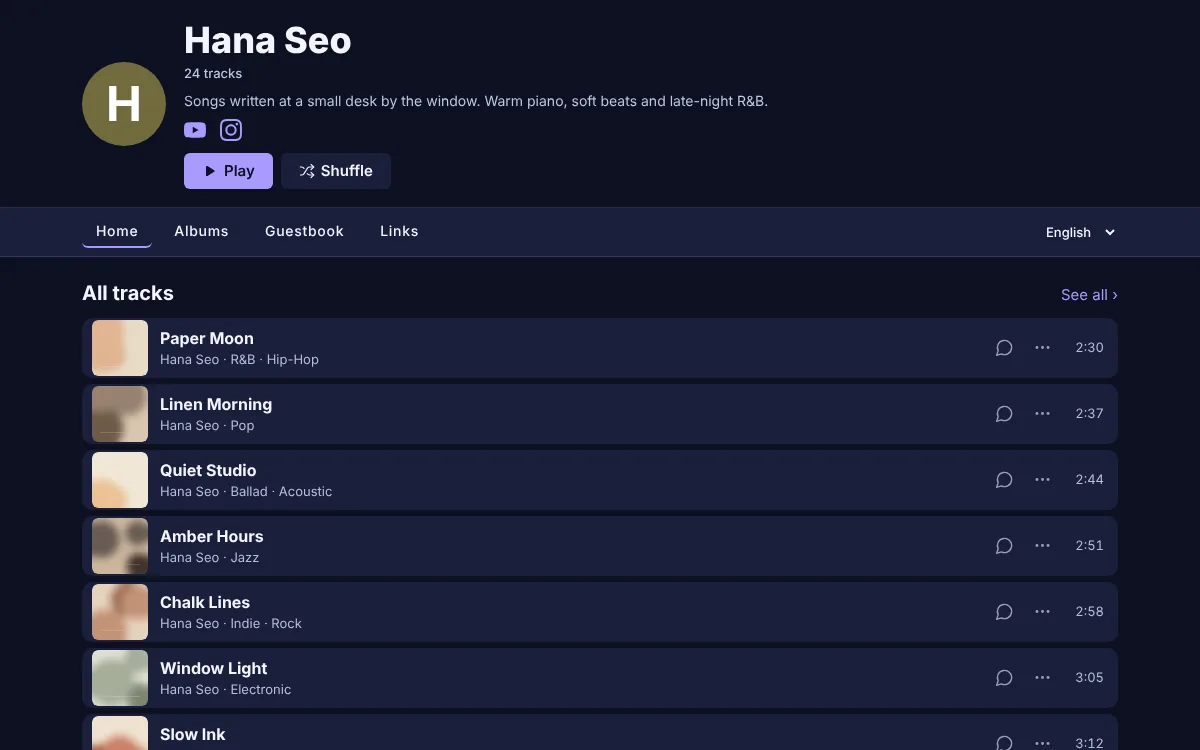 H
Hana Seo
24 tracks
Songs written at a small desk by the window. Warm piano, soft beats and late-night R&B.
Play
Shuffle
Home
Albums
Guestbook
Links
English
All tracks
See all ›
Paper Moon
Hana Seo · R&B · Hip-Hop
2:30
Linen Morning
Hana Seo · Pop
2:37
Quiet Studio
Hana Seo · Ballad · Acoustic
2:44
Amber Hours
Hana Seo · Jazz
2:51
Chalk Lines
Hana Seo · Indie · Rock
2:58
Window Light
Hana Seo · Electronic
3:05
Slow Ink
3:12